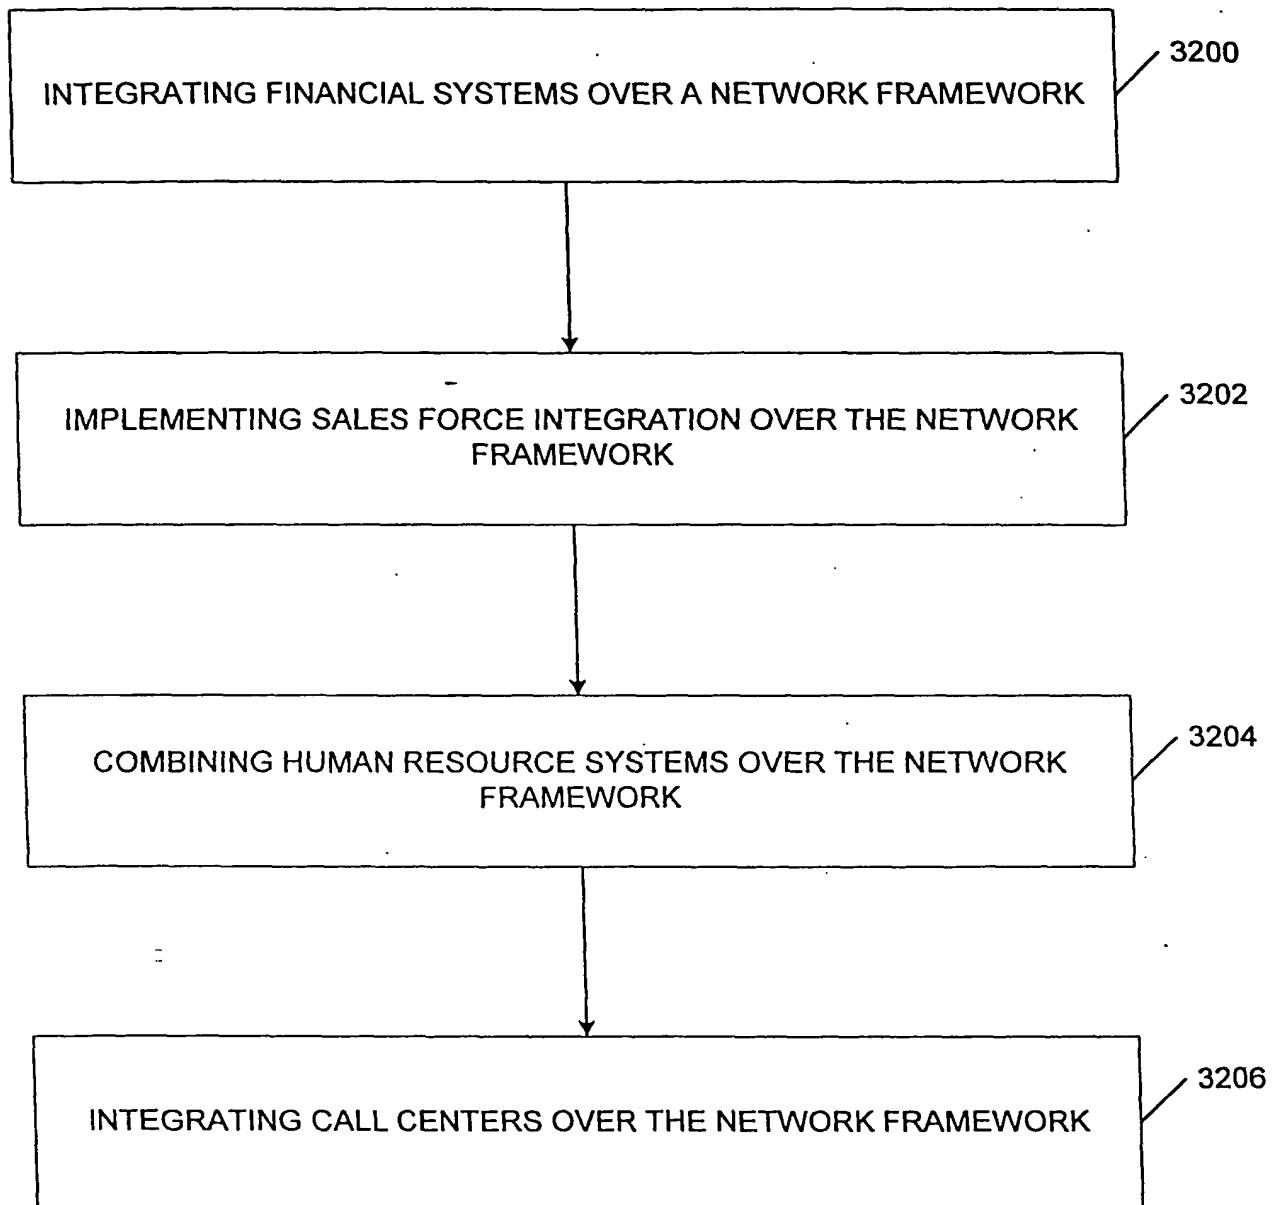 INTEGRATING FINANCIAL SYSTEMS OVER A NETWORK FRAMEWORK
3200
IMPLEMENTING SALES FORCE INTEGRATION OVER THE NETWORK
FRAMEWORK
3202
COMBINING HUMAN RESOURCE SYSTEMS OVER THE NETWORK
FRAMEWORK
3204
INTEGRATING CALL CENTERS OVER THE NETWORK FRAMEWORK
3206